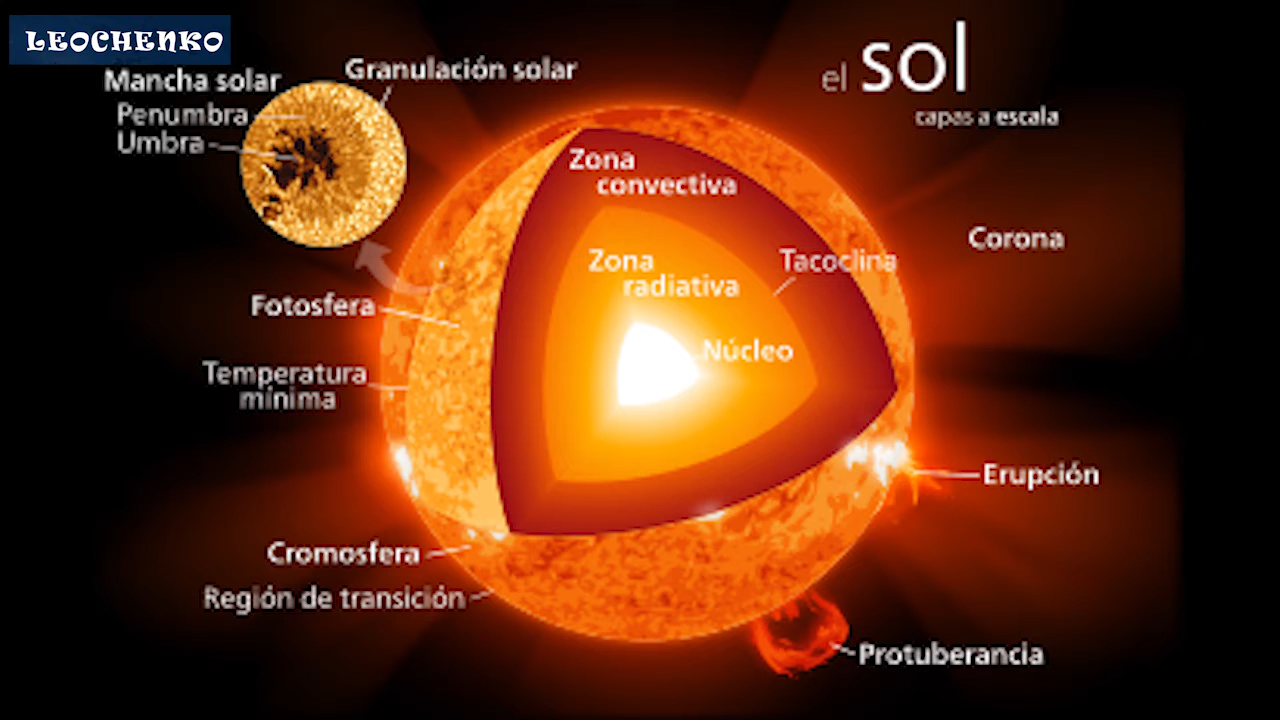 LEOCHENKO
el sol
capas a escala
Mancha solar
Penumbra
Umbra
Granulación solar
Zona
convectiva
Zona
radiativa
Tacoclina
Núcleo
Corona
Fotosfera
Temperatura
mínima
Erupción
Cromosfera
Región de transición
Protuberancia